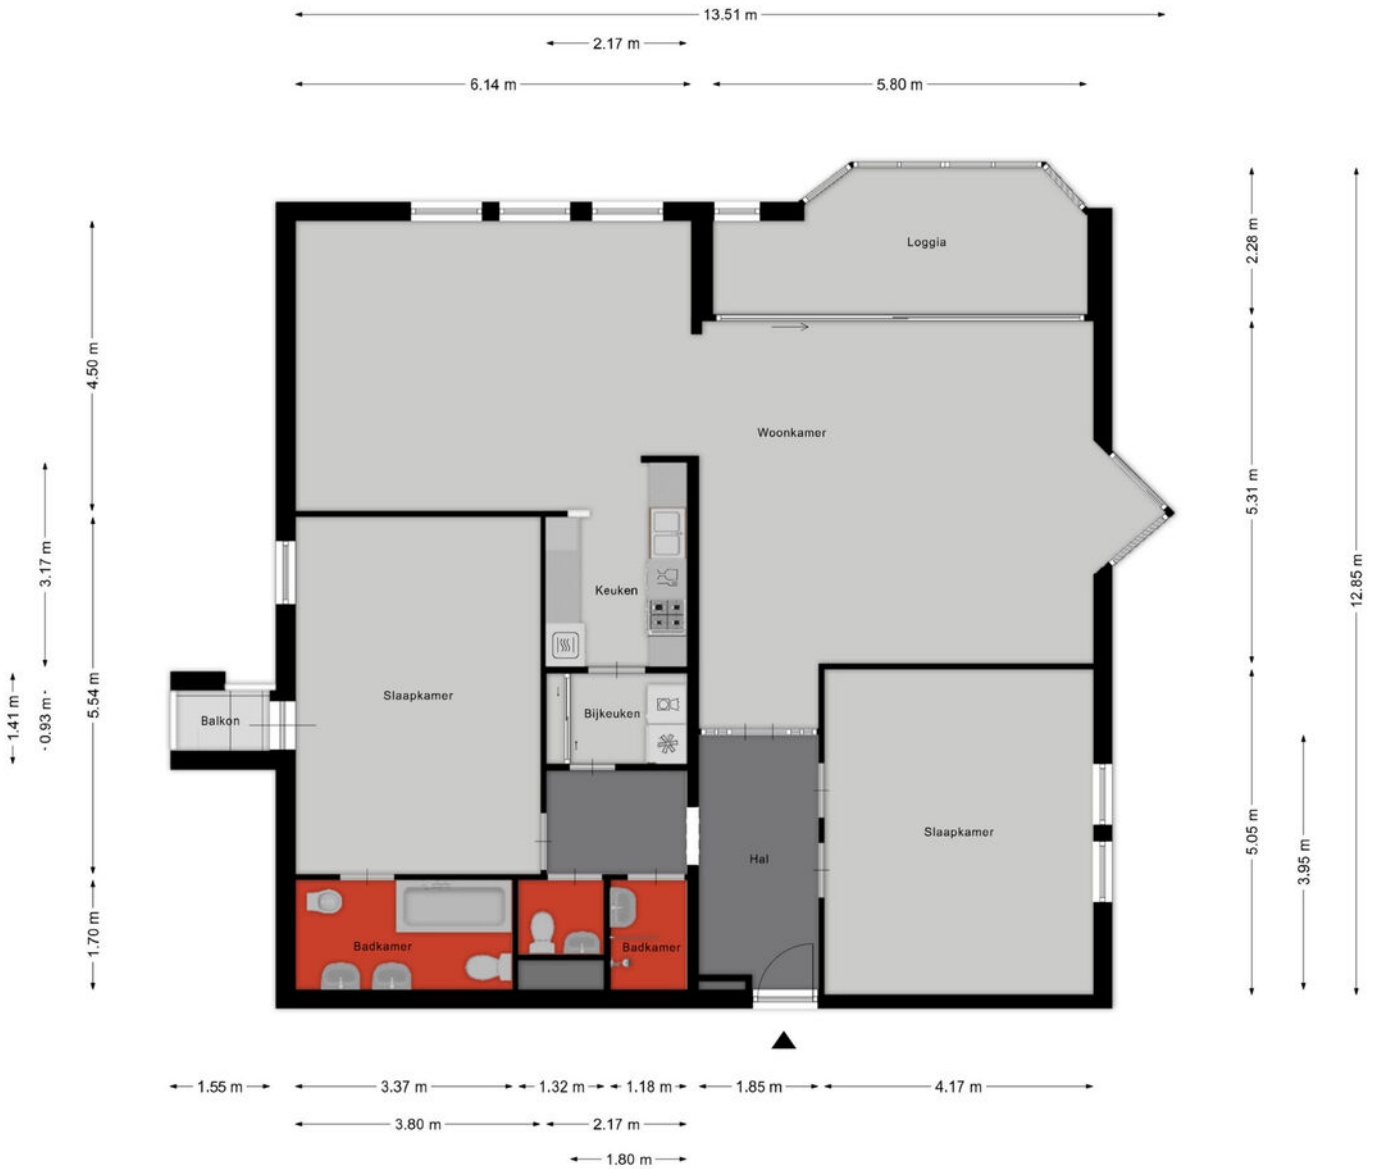 13.51 m
2.17 m
6.14 m
5.80 m
Loggia
2.28 m
4.50 m
Woonkamer
5.31 m
12.85 m
3.17 m
Keuken
5.54 m
Slaapkamer
Bijkeuken
Balkon
1.41 m
0.93 m
Hal
Slaapkamer
5.05 m
3.95 m
1.70 m
Badkamer
Badkamer
1.55 m
3.37 m
1.32 m
1.18 m
1.85 m
4.17 m
3.80 m
2.17 m
1.80 m